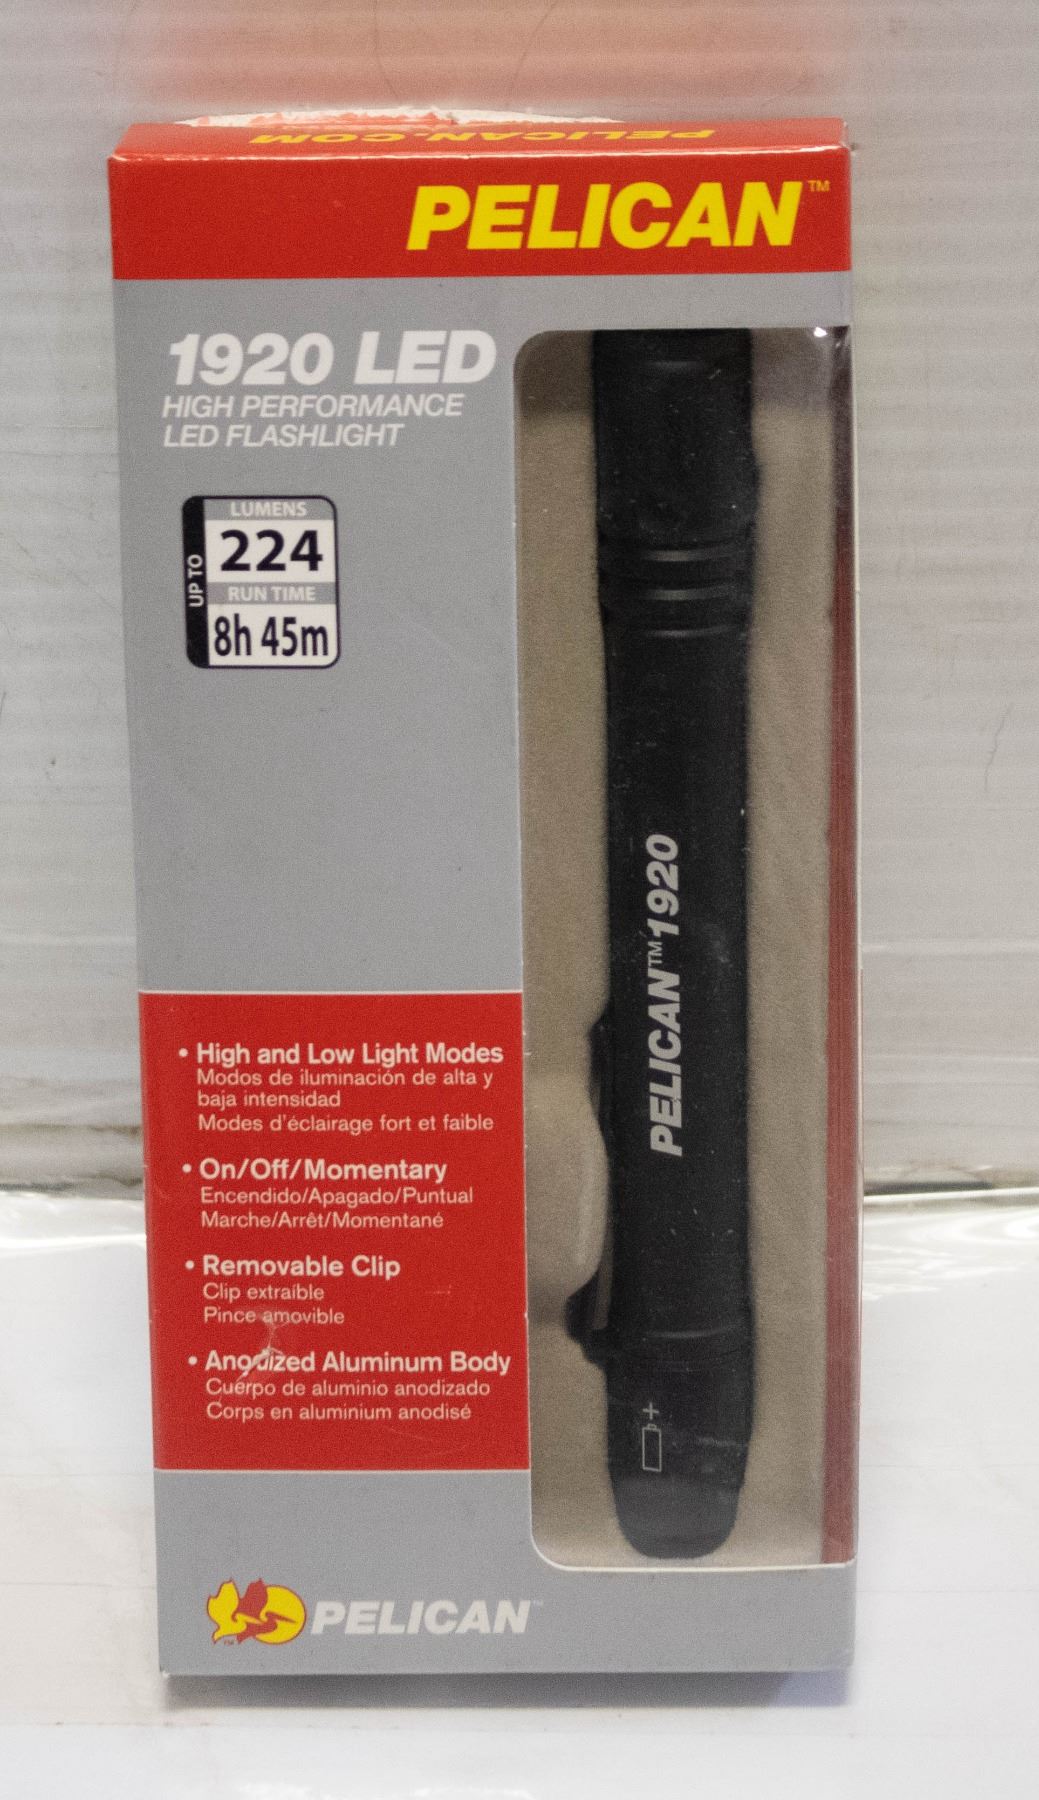 PELICAN.COM
PELICAN.COM
PELICAN™
1920 LED
HIGH PERFORMANCE
LED FLASHLIGHT
UP TO
LUMENS
224
RUN TIME
8h 45m
PELICAN™1920
• High and Low Light Modes
Modos de iluminación de alta y
baja intensidad
Modes d'éclairage fort et faible
• On/Off/Momentary
Encendido/Apagado/Puntual
Marche/Arrêt/Momentané
• Removable Clip
Clip extraíble
Pince amovible
• Anodized Aluminum Body
Cuerpo de aluminio anodizado
Corps en aluminium anodisé
+
™
PELICAN™